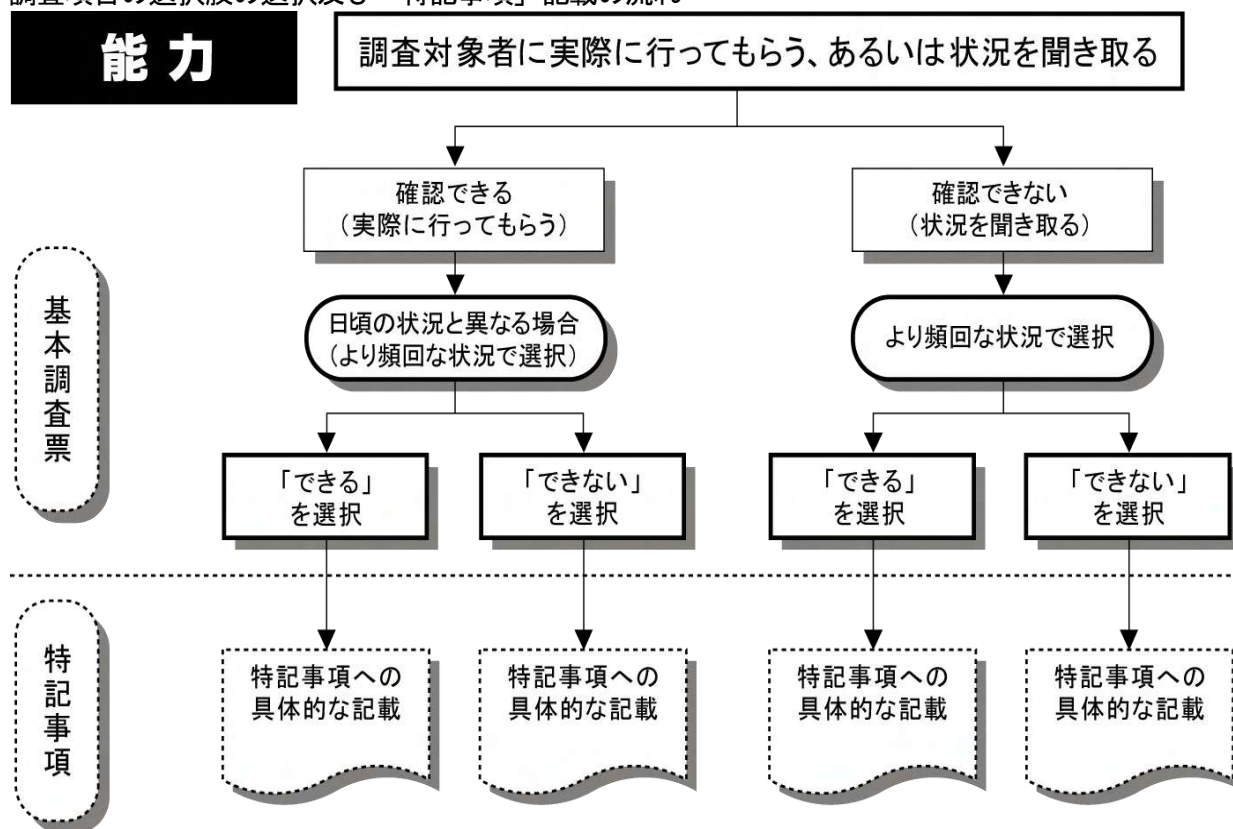 調査項目の選択肢の選択及び「特記事項」記載の流れ
能力
調査対象者に実際に行ってもらう、あるいは状況を聞き取る
確認できる
(実際に行ってもらう)
確認できない
(状況を聞き取る)
基本調査票
日頃の状況と異なる場合
(より頻回な状況で選択)
より頻回な状況で選択
「できる」
を選択
「できない」
を選択
「できる」
を選択
「できない」
を選択
特記事項
特記事項への
具体的な記載
特記事項への
具体的な記載
特記事項への
具体的な記載
特記事項への
具体的な記載